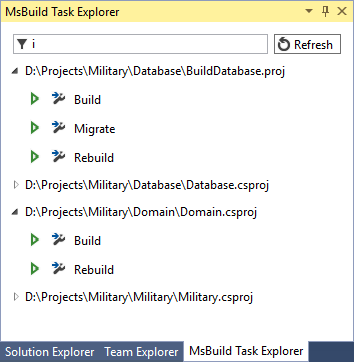 MsBuild Task Explorer
i
Refresh
D:\Projects\Military\Database\BuildDatabase.proj
Build
Migrate
Rebuild
D:\Projects\Military\Database\Database.csproj
D:\Projects\Military\Domain\Domain.csproj
Build
Rebuild
D:\Projects\Military\Military\Military.csproj
Solution Explorer Team Explorer MsBuild Task Explorer